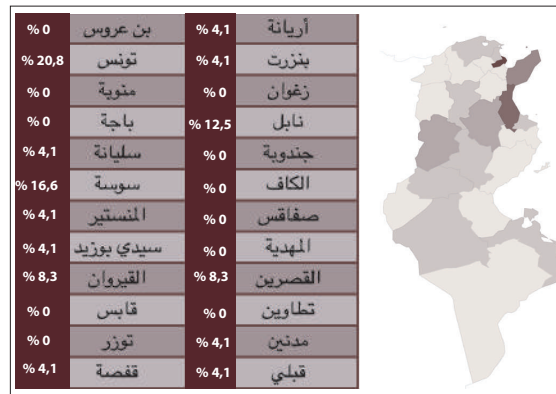 أريانة % 4,1 بن عروس % 0
بنزرت % 4,1 تونس % 20,8
زغوان % 0 منوبة % 0
نابل % 12,5 باجة % 0
جندوبة % 0 سليانة % 4,1
الكاف % 0 سوسة % 16,6
صفاقس % 0 المنستير % 4,1
المهدية % 0 سيدي بوزيد % 4,1
القصرين % 8,3 القيروان % 8,3
تطاوين % 0 قابس % 0
مدنين % 4,1 توزر % 0
قبلي % 4,1 قفصة % 4,1